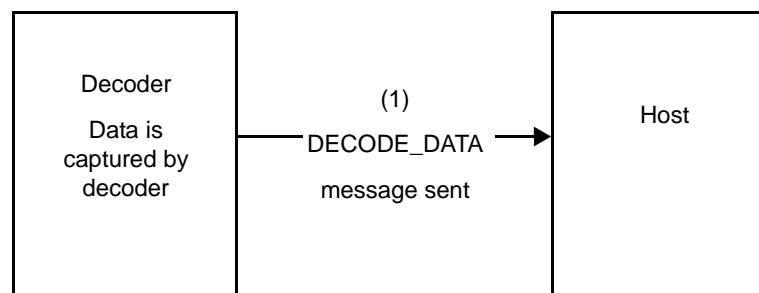 Decoder
Data is
captured by
decoder
(1)
DECODE_DATA
message sent
Host